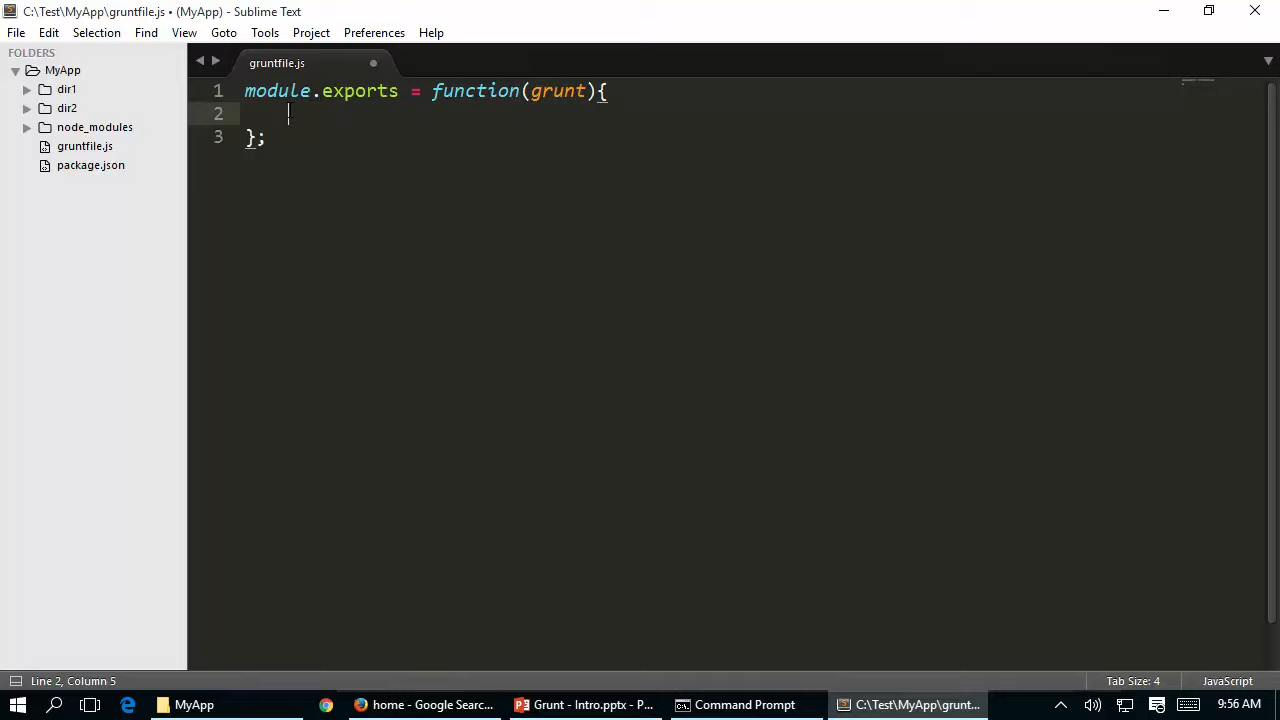 C:\Test\MyApp\gruntfile.js • (MyApp) - Sublime Text
File Edit Selection Find View Goto Tools Project Preferences Help
FOLDERS
MyApp
dir1
dir2
node_modules
gruntfile.js
package.json
gruntfile.js
1 module.exports = function(grunt){
2
3 };
Line 2, Column 5
Tab Size: 4
JavaScript
MyApp
home - Google Searc...
Grunt - Intro.pptx - P...
Command Prompt
C:\Test\MyApp\grunt...
9:56 AM